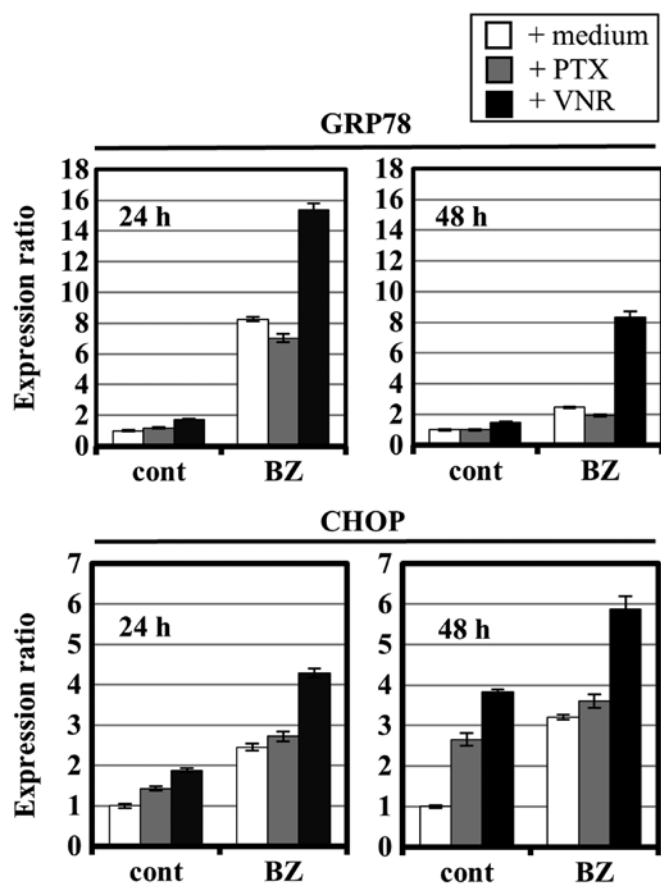 + medium
+ PTX
+ VNR
GRP78
Expression ratio
18
16
14
12
10
8
6
4
2
0
24 h
cont BZ
18
16
14
12
10
8
6
4
2
0
48 h
cont BZ
CHOP
Expression ratio
7
6
5
4
3
2
1
0
24 h
cont BZ
7
6
5
4
3
2
1
0
48 h
cont BZ